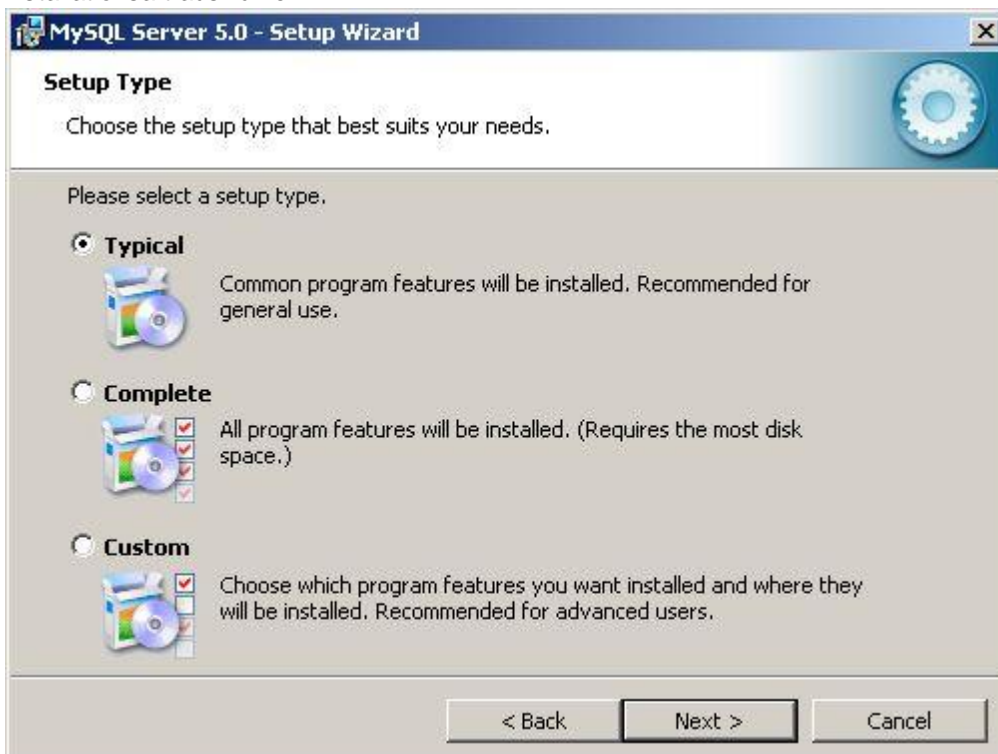 MySQL Server 5.0 - Setup Wizard
Setup Type
Choose the setup type that best suits your needs.
Please select a setup type.
Typical
Common program features will be installed. Recommended for
general use.
Complete
All program features will be installed. (Requires the most disk
space.)
Custom
Choose which program features you want installed and where they
will be installed. Recommended for advanced users.
< Back
Next >
Cancel